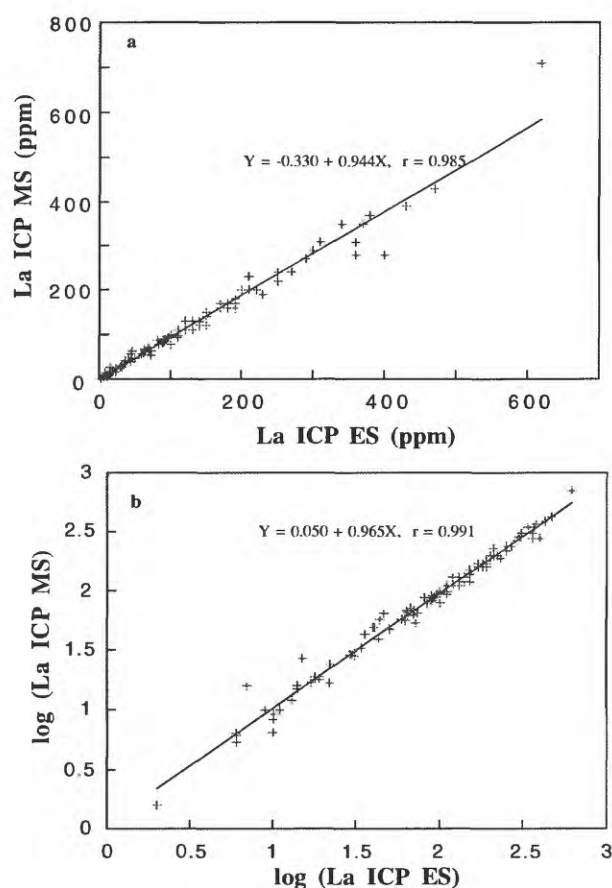 800
a
600
400
200
0
La ICP MS (ppm)
Y = -0.330 + 0.944X, r = 0.985
0 200 400 600
La ICP ES (ppm)
3
b
2.5
2
1.5
1
0.5
0
log (La ICP MS)
Y = 0.050 + 0.965X, r = 0.991
0 0.5 1 1.5 2 2.5 3
log (La ICP ES)